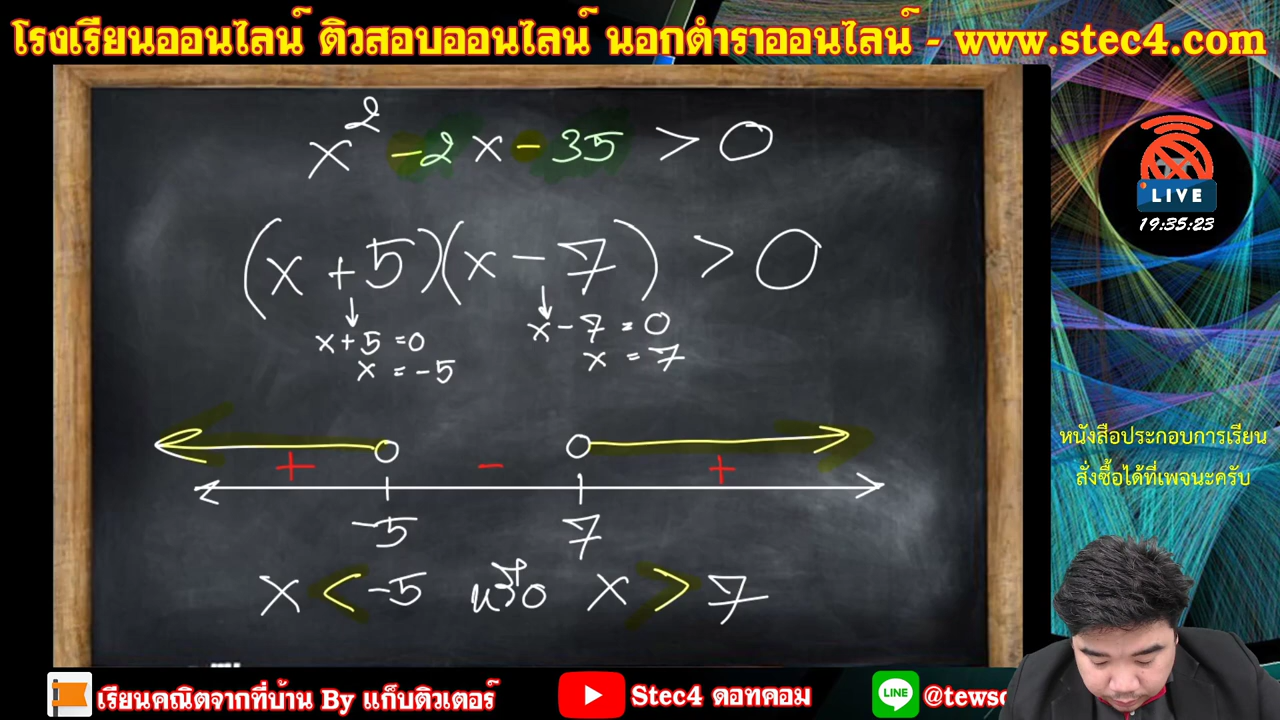 โรงเรียนออนไลน์ ติวสอบออนไลน์ นอกตำราออนไลน์ - www.stec4.com
x² -2x - 35 > 0
(x + 5)(x - 7) > 0
x + 5 = 0
x = -5
x - 7 = 0
x = 7
+ - +
-5 7
x < -5 หรือ x > 7
LIVE
19:35:23
หนังสือประกอบการเรียน
สั่งซื้อได้ที่เพจนะครับ
เรียนคณิตจากที่บ้าน By แก็บติวเตอร์
Stec4 ดอทคอม
LINE